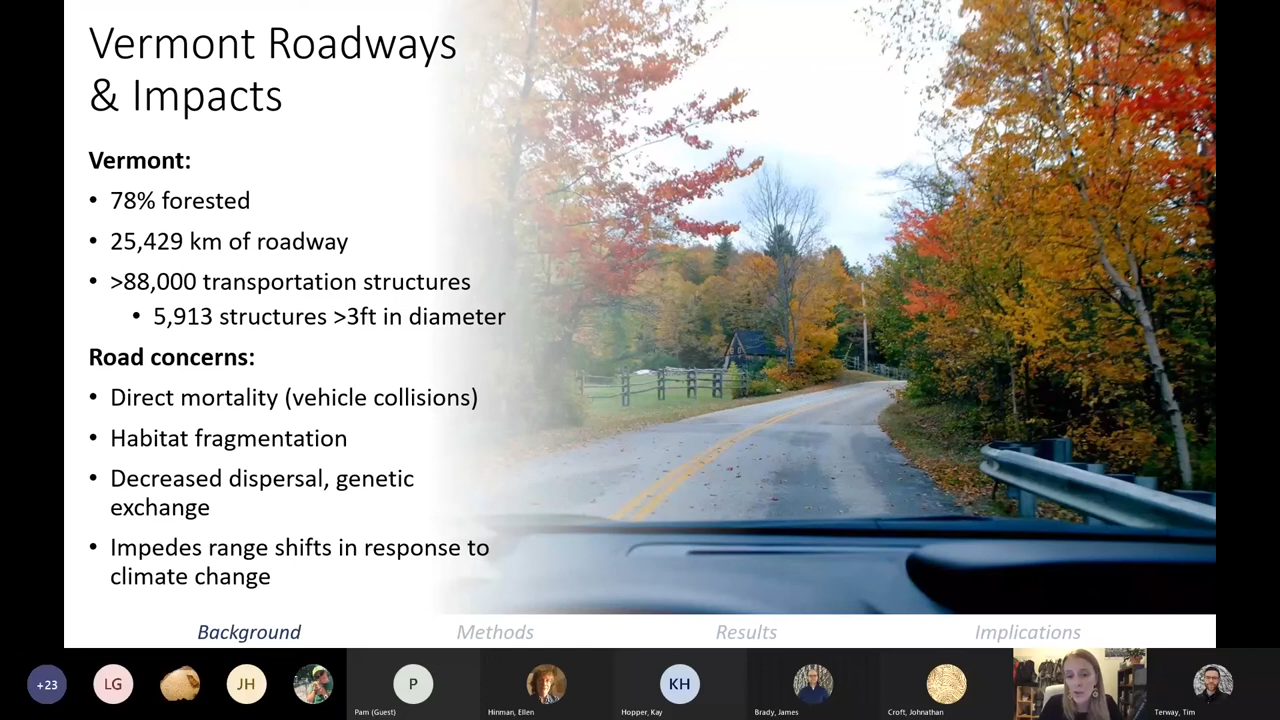 Vermont Roadways
& Impacts
Vermont:
• 78% forested
• 25,429 km of roadway
• >88,000 transportation structures
• 5,913 structures >3ft in diameter
Road concerns:
• Direct mortality (vehicle collisions)
• Habitat fragmentation
• Decreased dispersal, genetic
exchange
• Impedes range shifts in response to
climate change
Background Methods Results Implications
+23 LG JH P KH
Pam (Guest) Hinman, Ellen Hopper, Kay Brady, James Croft, Johnathan Terway, Tim